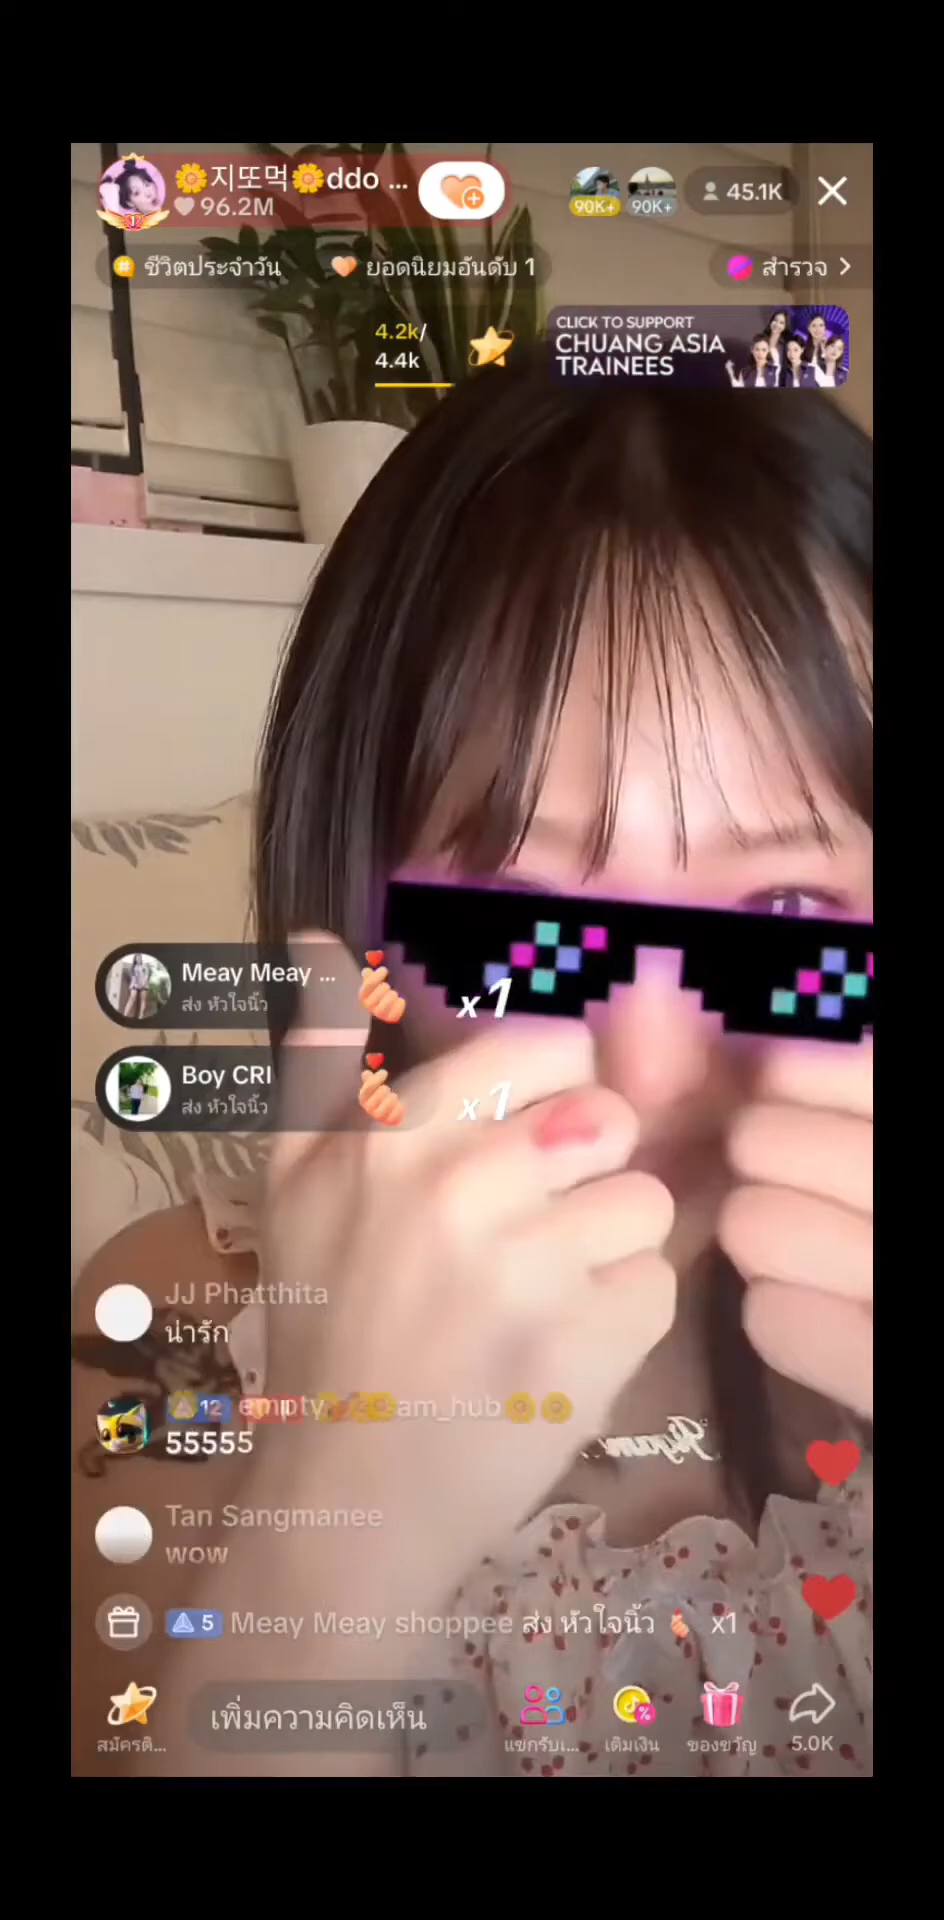 🌼지또먹🌼ddo ...
96.2M
90K+
90K+
45.1K
ชีวิตประจำวัน
ยอดนิยมอันดับ 1
สำรวจ
4.2k/
4.4k
CLICK TO SUPPORT
CHUANG ASIA
TRAINEES
Meay Meay ...
ส่ง หัวใจนิ้ว
x1
Boy CRI
ส่ง หัวใจนิ้ว
x1
JJ Phatthita
น่ารัก
12 empty am_hub
55555
Tan Sangmanee
wow
5 Meay Meay shoppee ส่ง หัวใจนิ้ว x1
เพิ่มความคิดเห็น
สมัครติ...
แขกรับเ...
เติมเงิน
ของขวัญ
5.0K